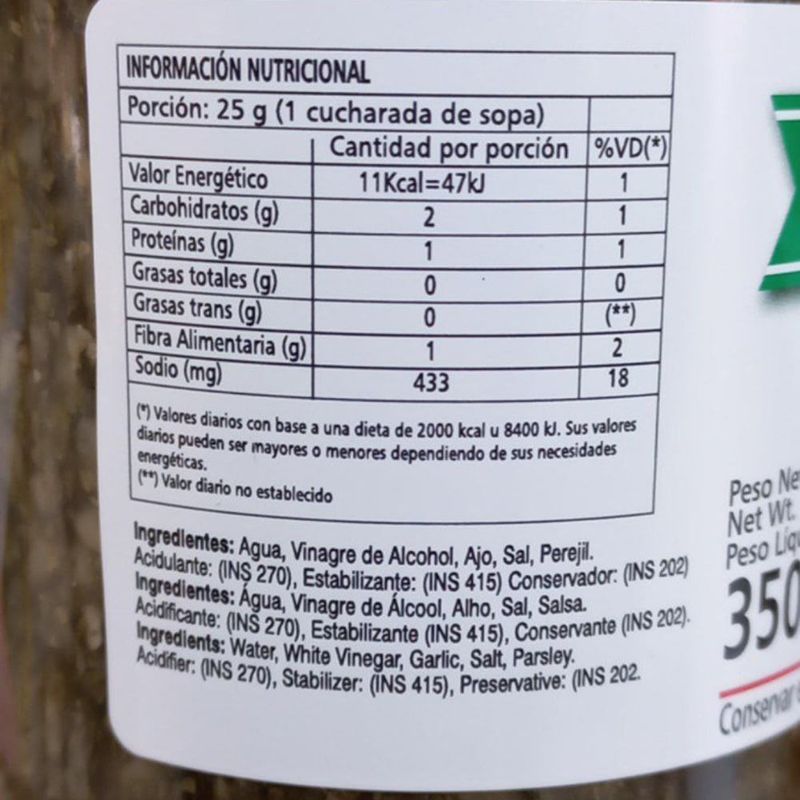 INFORMACIÓN NUTRICIONAL
Porción: 25 g (1 cucharada de sopa)
Cantidad por porción %VD(*)
Valor Energético 11Kcal=47kJ 1
Carbohidratos (g) 2 1
Proteínas (g) 1 1
Grasas totales (g) 0 0
Grasas trans (g) 0 (**)
Fibra Alimentaria (g) 1 2
Sodio (mg) 433 18
(*) Valores diarios con base a una dieta de 2000 kcal u 8400 kJ. Sus valores
diarios pueden ser mayores o menores dependiendo de sus necesidades
energéticas.
(**) Valor diario no establecido
Ingredientes: Agua, Vinagre de Alcohol, Ajo, Sal, Perejil.
Acidulante: (INS 270), Estabilizante: (INS 415) Conservador: (INS 202)
Ingredientes: Água, Vinagre de Álcool, Alho, Sal, Salsa.
Acidificante: (INS 270), Estabilizante (INS 415), Conservante (INS 202).
Ingredients: Water, White Vinegar, Garlic, Salt, Parsley.
Acidifier: (INS 270), Stabilizer: (INS 415), Preservative: (INS 202.
Peso Ne
Net Wt.
Peso Líq
350
Conservar